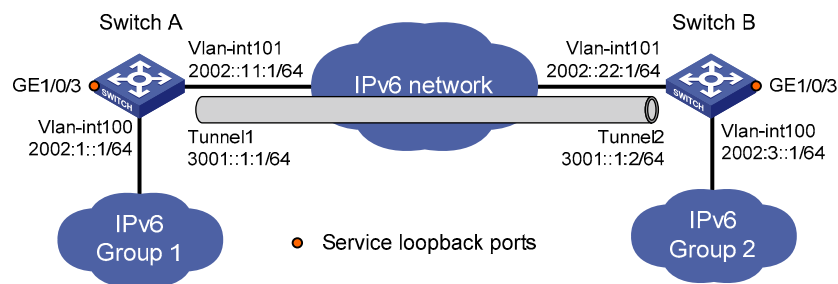 Switch A
Switch B
Vlan-int101
2002::11:1/64
Vlan-int101
2002::22:1/64
IPv6 network
GE1/0/3
SWITCH
SWITCH
GE1/0/3
Vlan-int100
2002:1::1/64
Tunnel1
3001::1:1/64
Tunnel2
3001::1:2/64
Vlan-int100
2002:3::1/64
IPv6
Group 1
Service loopback ports
IPv6
Group 2